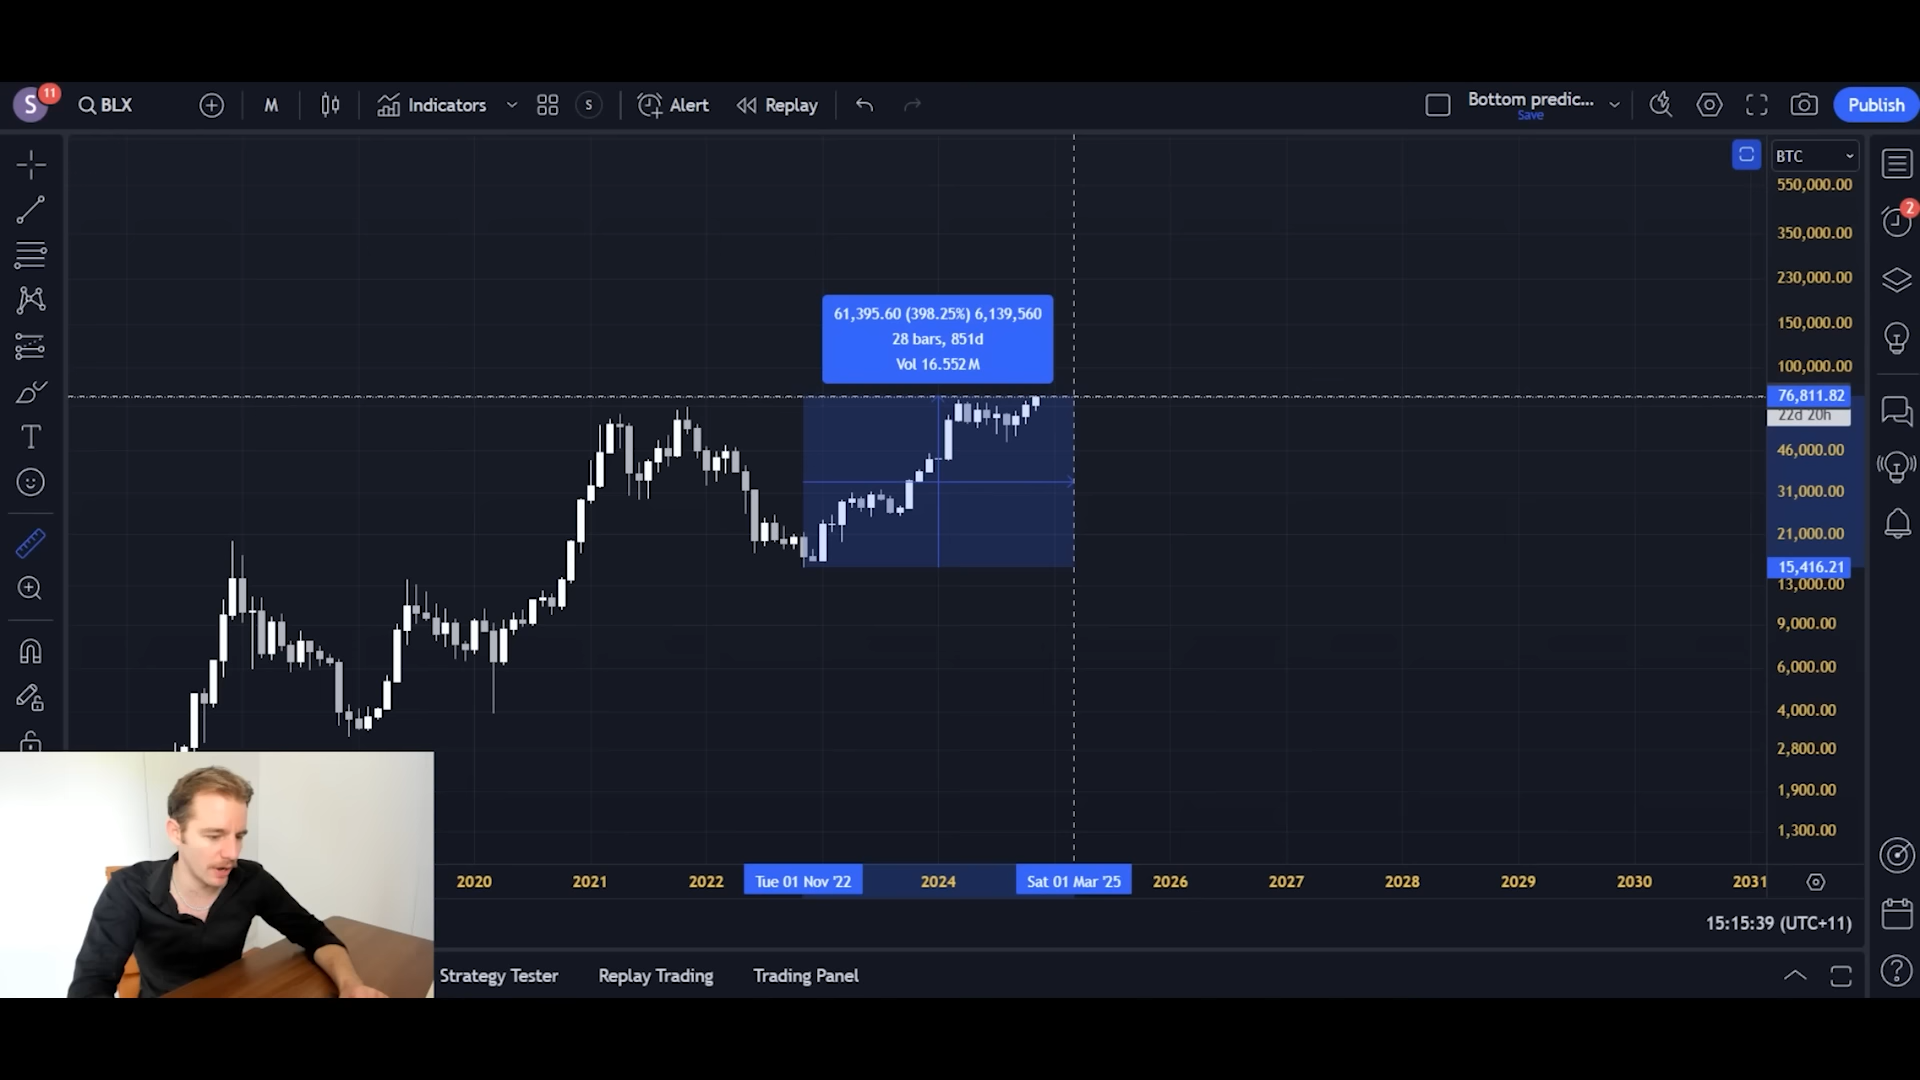 S 11 BLX M Indicators S Alert Replay Bottom predic... Publish
Save
BTC
550,000.00
2
350,000.00
230,000.00
61,395.60 (398.25%) 6,139,560
28 bars, 851d
Vol 16.552M
150,000.00
100,000.00
76,811.82
22d 20h
46,000.00
31,000.00
21,000.00
15,416.21
13,000.00
9,000.00
6,000.00
4,000.00
2,800.00
1,900.00
1,300.00
2020 2021 2022 Tue 01 Nov '22 2024 Sat 01 Mar '25 2026 2027 2028 2029 2030 2031
15:15:39 (UTC+11)
Strategy Tester Replay Trading Trading Panel